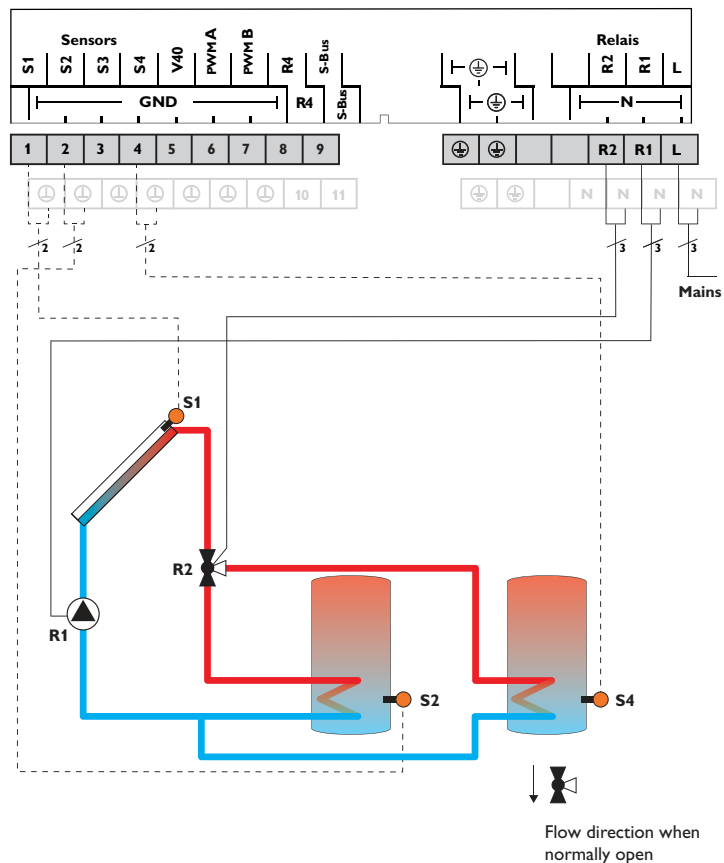 Sensors
Relais
S1 S2 S3 S4 V40 PWM A PWM B R4 S-Bus
R2 R1 L
GND
R4
S-Bus
N
1 2 3 4 5 6 7 8 9
R2 R1 L
10 11
N N N N
2 2 2
3 3 3
Mains
S1
R2
R1
S2
S4
Flow direction when
normally open